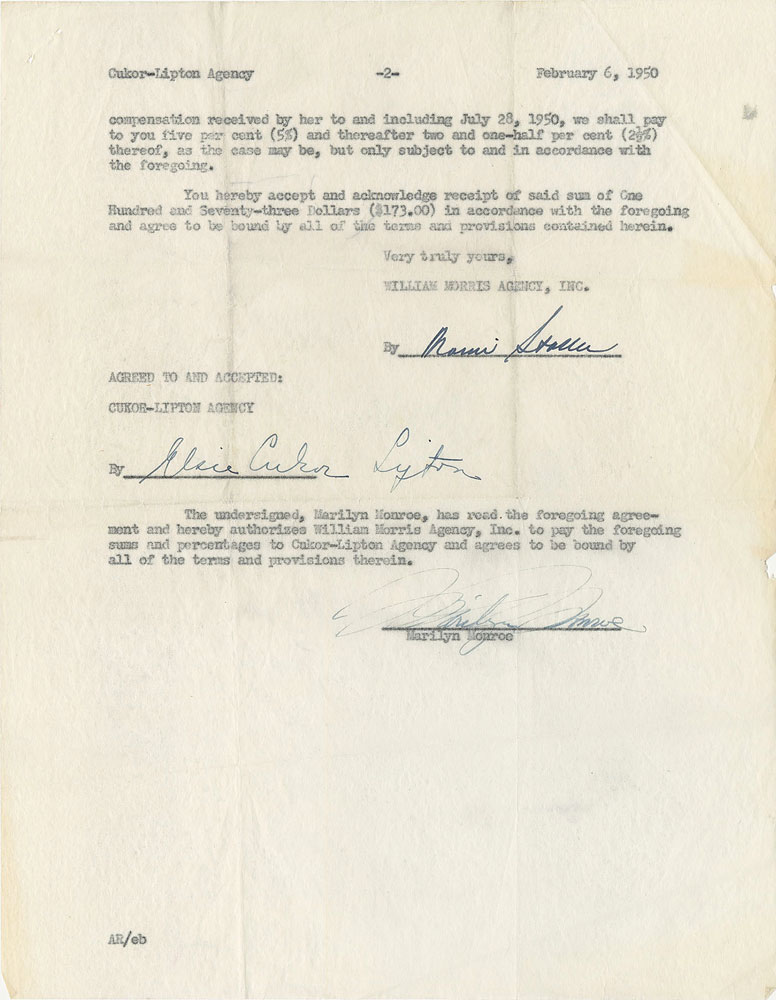 Cukor-Lipton Agency -2- February 6, 1950
compensation received by her to and including July 28, 1950, we shall pay
to you five per cent (5%) and thereafter two and one-half per cent (2½%)
thereof, as the case may be, but only subject to and in accordance with
the foregoing.
You hereby accept and acknowledge receipt of said sum of One
Hundred and Seventy-three Dollars ($173.00) in accordance with the foregoing
and agree to be bound by all of the terms and provisions contained herein.
Very truly yours,
WILLIAM MORRIS AGENCY, INC.
By Morris Stoller
AGREED TO AND ACCEPTED:
CUKOR-LIPTON AGENCY
By Elsie Cukor Lipton
The undersigned, Marilyn Monroe, has read the foregoing agree-
ment and hereby authorizes William Morris Agency, Inc. to pay the foregoing
sums and percentages to Cukor-Lipton Agency and agrees to be bound by
all of the terms and provisions therein.
Marilyn Monroe
Marilyn Monroe
AR/eb